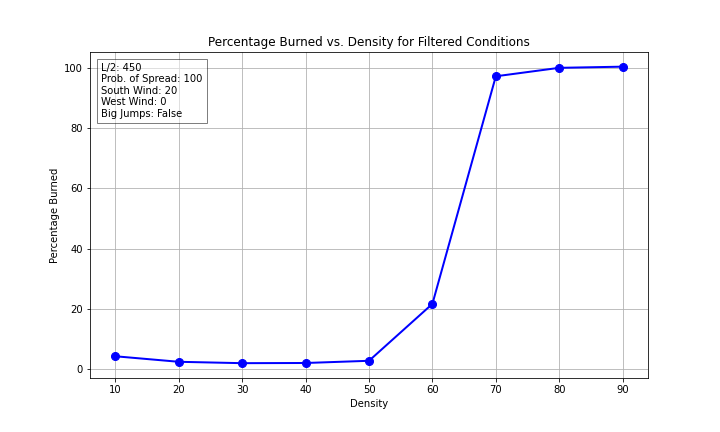 Percentage Burned vs. Density for Filtered Conditions
L/2: 450
Prob. of Spread: 100
South Wind: 20
West Wind: 0
Big Jumps: False
Percentage Burned
100
80
60
40
20
0
10 20 30 40 50 60 70 80 90
Density